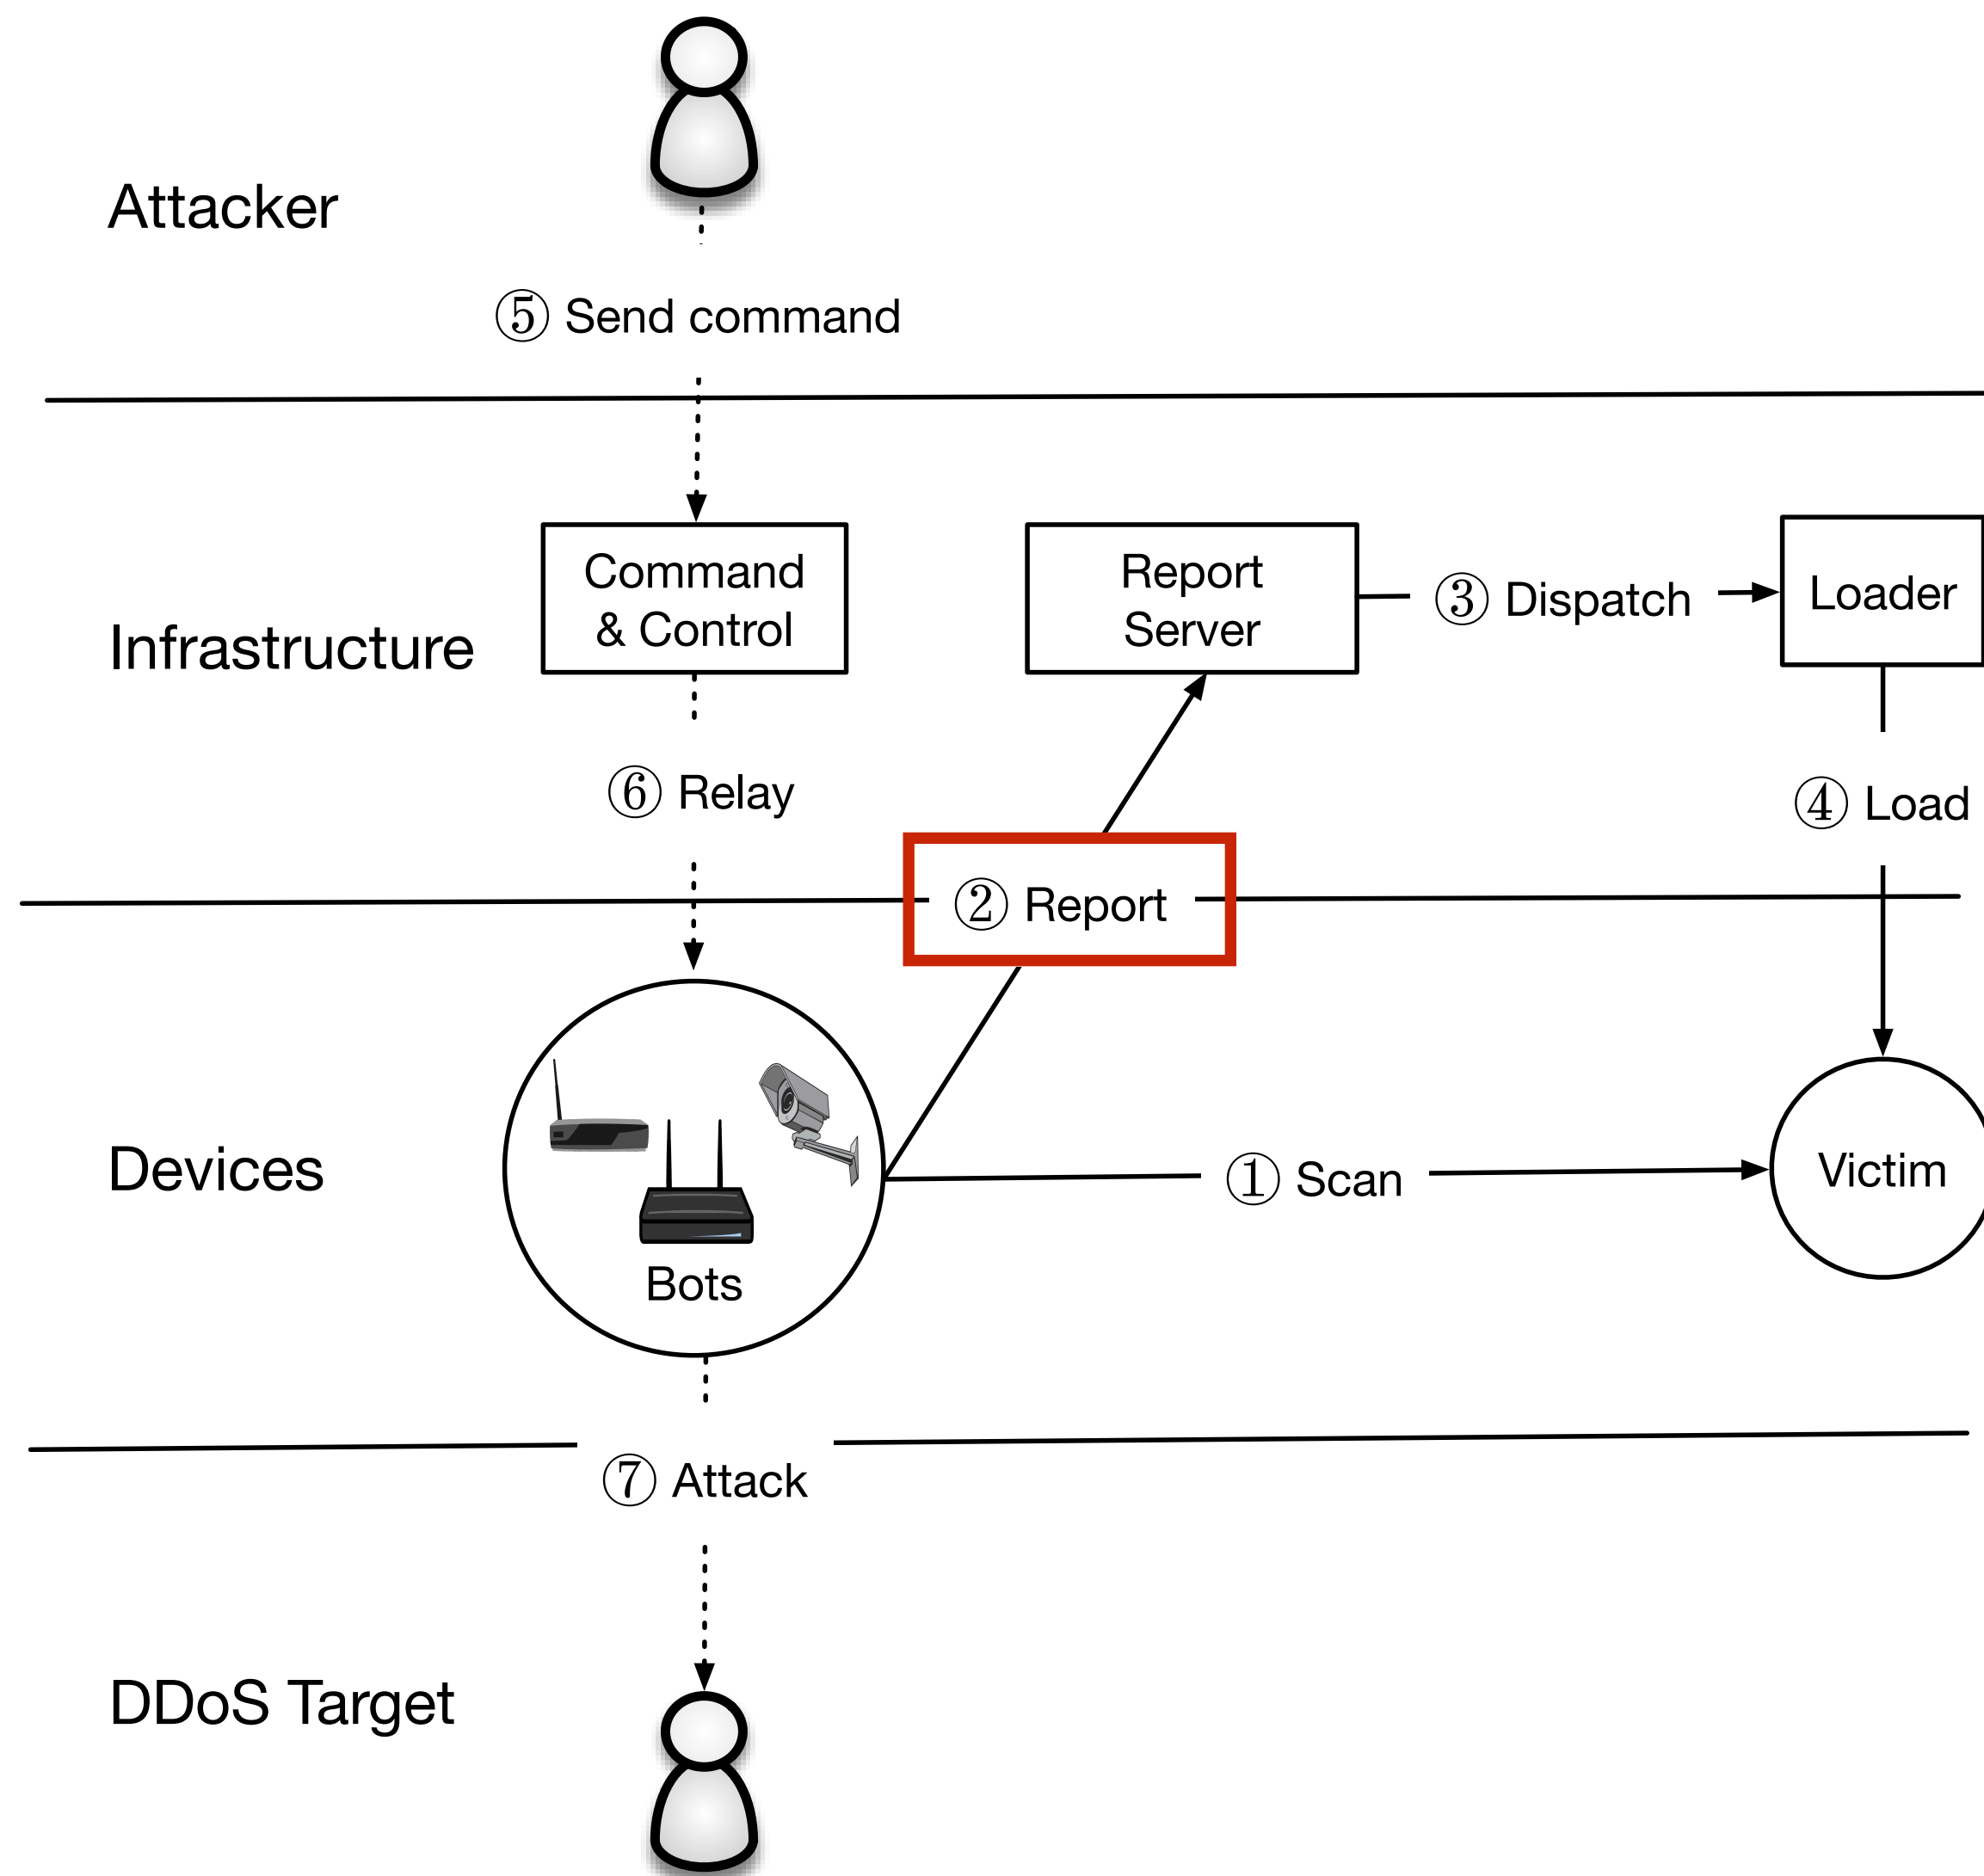 Attacker
⑤ Send command
Command
& Control
Report
Server
③ Dispatch
Loader
Infrastructure
⑥ Relay
④ Load
② Report
Devices
① Scan
Victim
Bots
⑦ Attack
DDoS Target